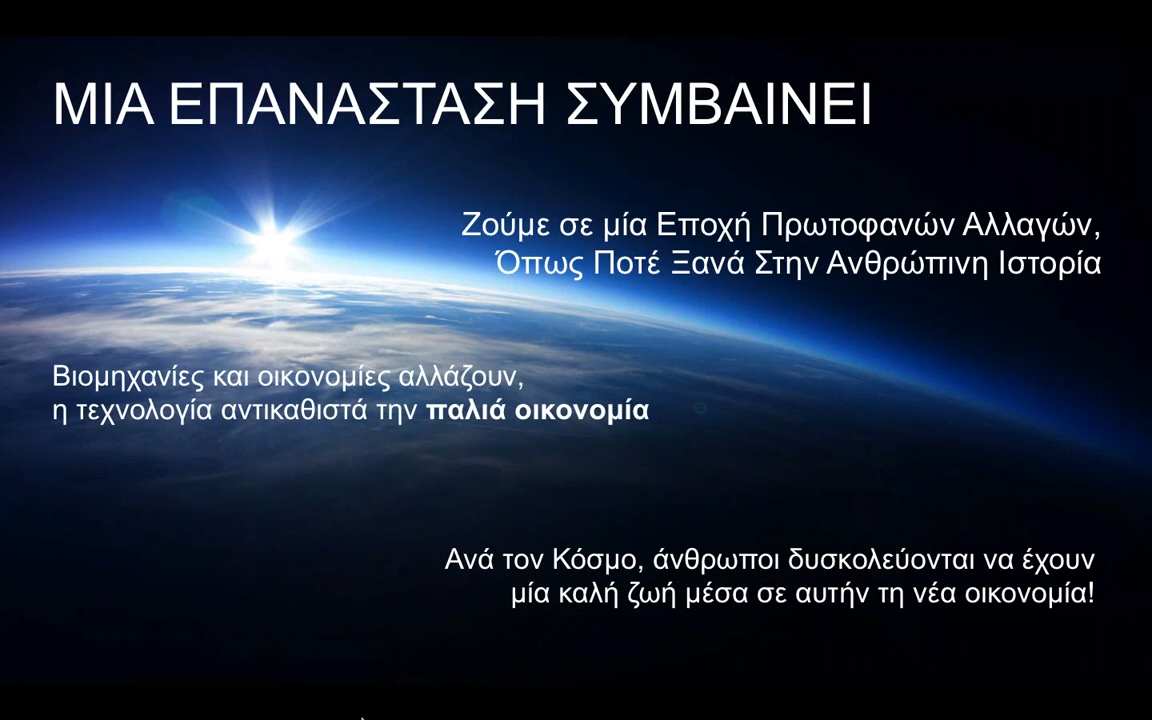 ΜΙΑ ΕΠΑΝΑΣΤΑΣΗ ΣΥΜΒΑΙΝΕΙ
Ζούμε σε μία Εποχή Πρωτοφανών Αλλαγών,
Όπως Ποτέ Ξανά Στην Ανθρώπινη Ιστορία
Βιομηχανίες και οικονομίες αλλάζουν,
η τεχνολογία αντικαθιστά την παλιά οικονομία
Ανά τον Κόσμο, άνθρωποι δυσκολεύονται να έχουν
μία καλή ζωή μέσα σε αυτήν τη νέα οικονομία!